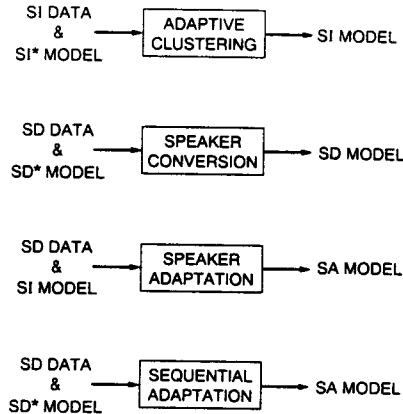 SI DATA
&
SI* MODEL
ADAPTIVE
CLUSTERING
SI MODEL
SD DATA
&
SD* MODEL
SPEAKER
CONVERSION
SD MODEL
SD DATA
&
SI MODEL
SPEAKER
ADAPTATION
SA MODEL
SD DATA
&
SD* MODEL
SEQUENTIAL
ADAPTATION
SA MODEL